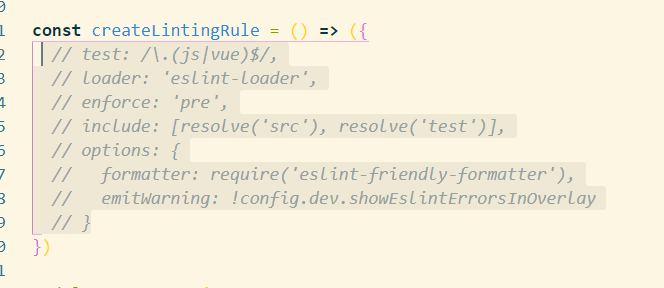 0
const createLintingRule = () => ({
2 // test: /\.(js|vue)$/,
3 // loader: 'eslint-loader',
4 // enforce: 'pre',
5 // include: [resolve('src'), resolve('test')],
6 // options: {
7 //   formatter: require('eslint-friendly-formatter'),
8 //   emitWarning: !config.dev.showEslintErrorsInOverlay
9 // }
0 })
1